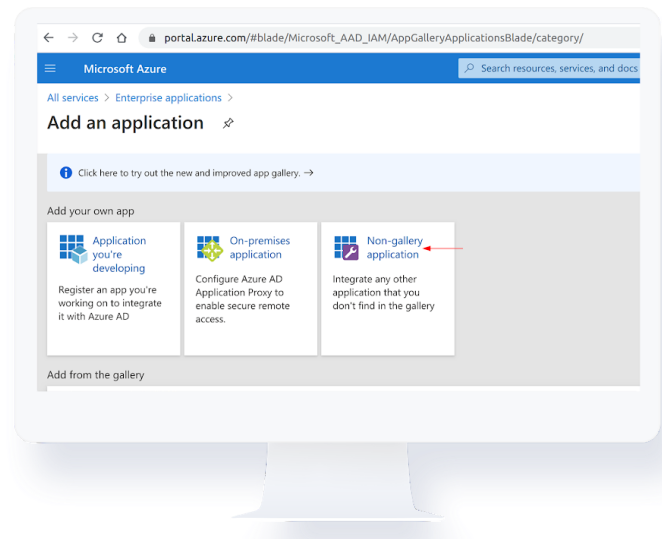 portal.azure.com/#blade/Microsoft_AAD_IAM/AppGalleryApplicationsBlade/category/
Microsoft Azure
Search resources, services, and docs
All services > Enterprise applications >
Add an application
Click here to try out the new and improved app gallery. →
Add your own app
Application
you're
developing
Register an app you're
working on to integrate
it with Azure AD
On-premises
application
Configure Azure AD
Application Proxy to
enable secure remote
access.
Non-gallery
application
Integrate any other
application that you
don't find in the gallery
Add from the gallery